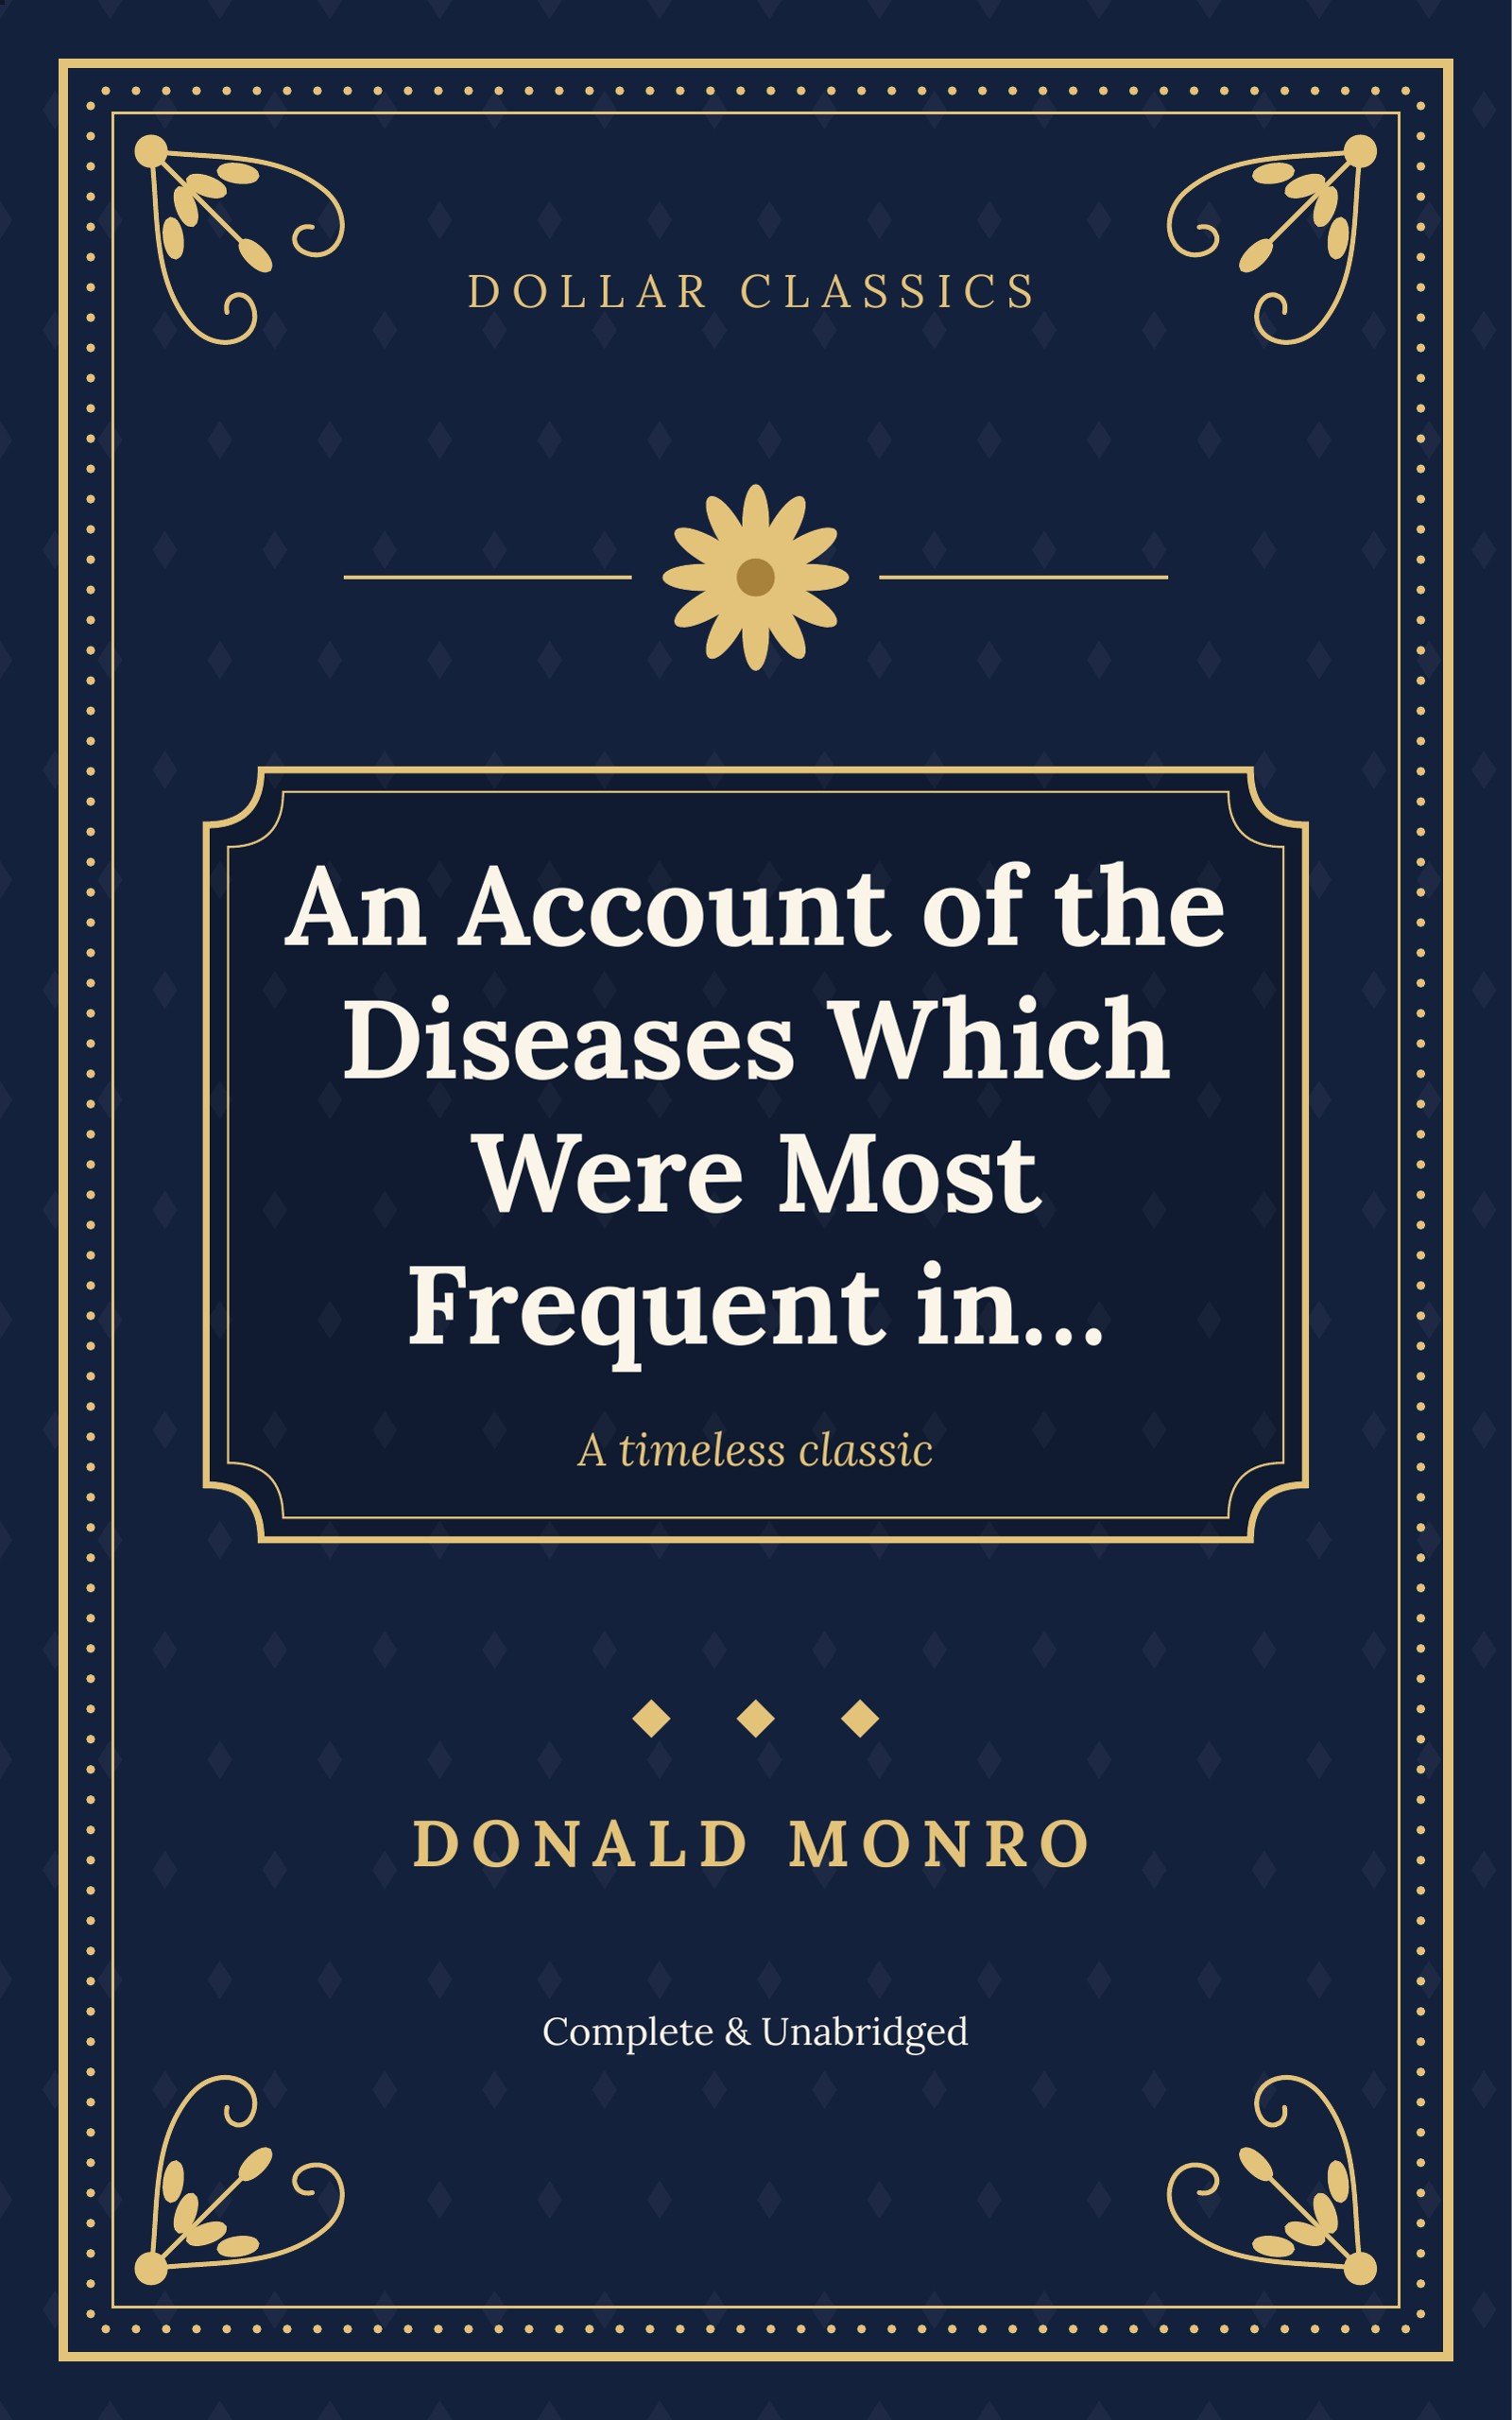 DOLLAR CLASSICS
An Account of the
Diseases Which
Were Most
Frequent in...
A timeless classic
DONALD MONRO
Complete & Unabridged